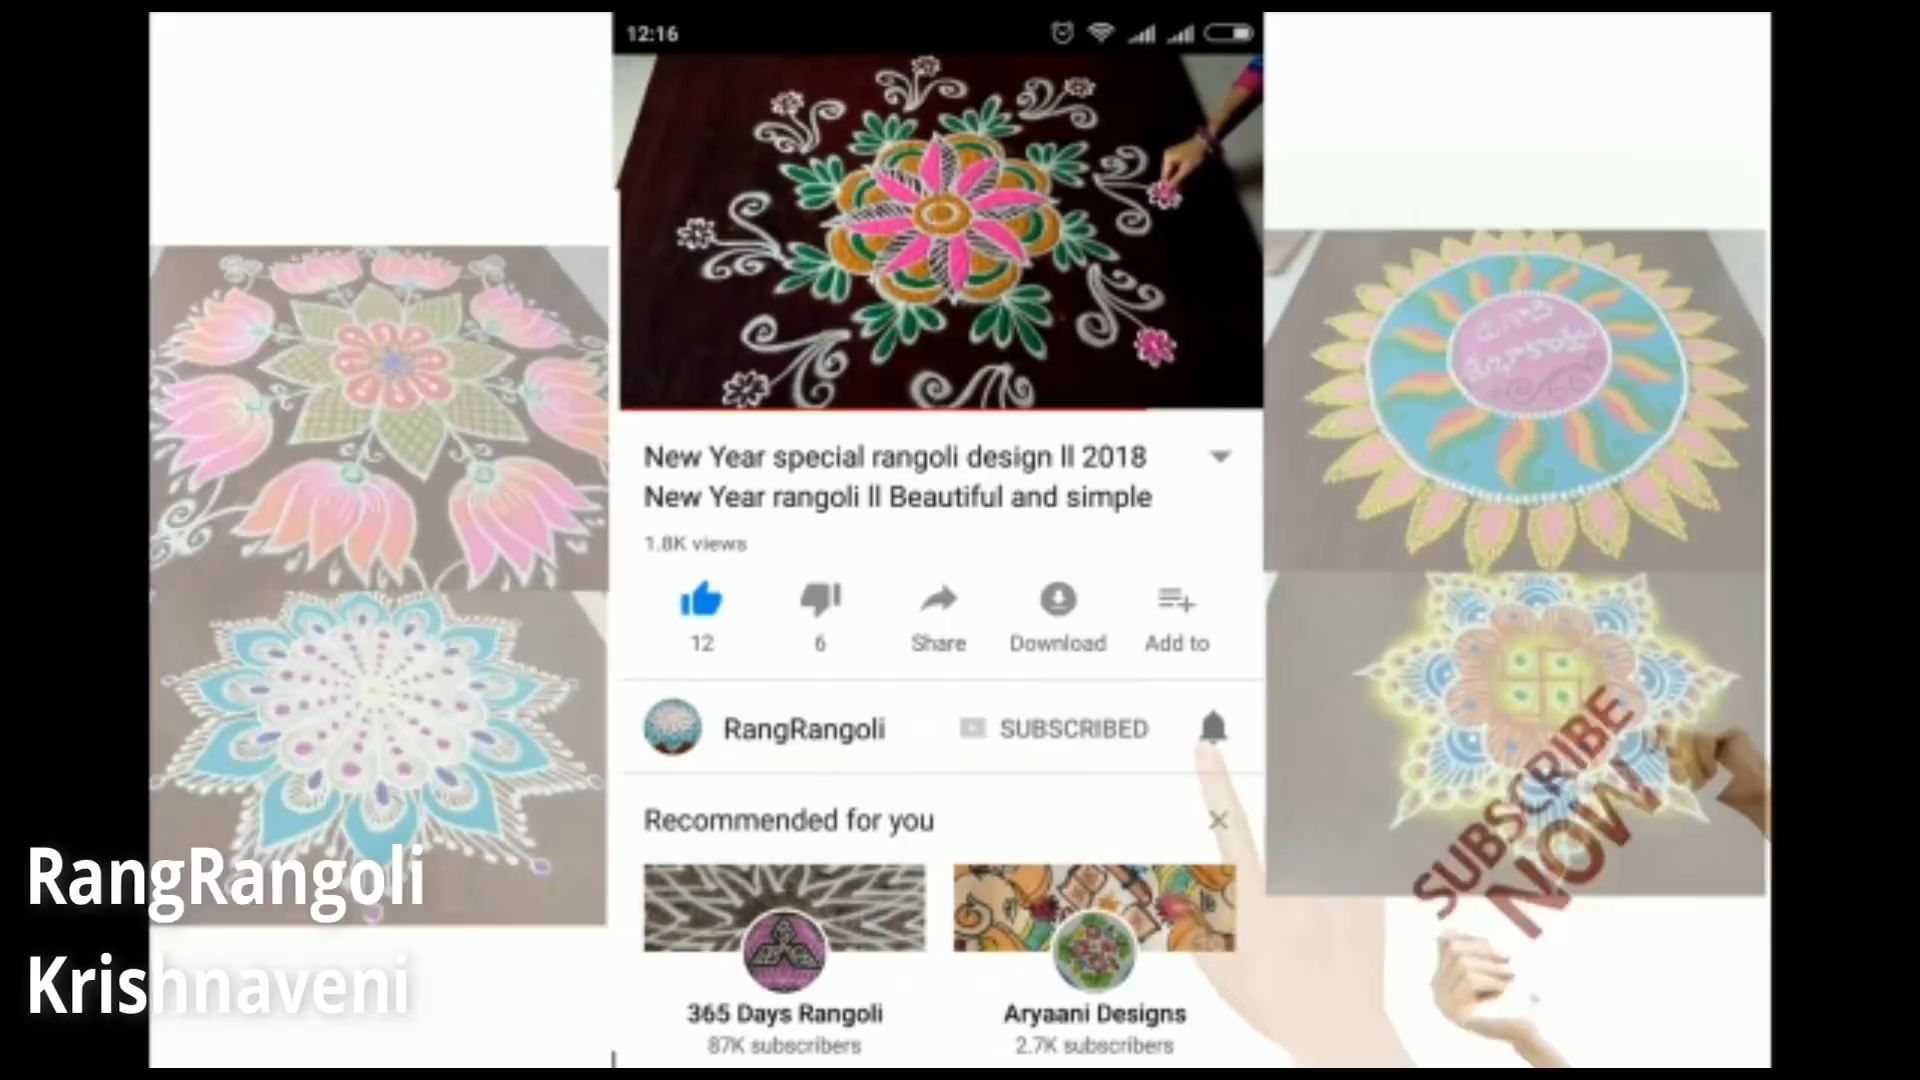 12:16
New Year special rangoli design ll 2018
New Year rangoli ll Beautiful and simple
1.8K views
12
6
Share
Download
Add to
RangRangoli
SUBSCRIBED
Recommended for you
365 Days Rangoli
87K subscribers
Aryaani Designs
2.7K subscribers
SUBSCRIBE
NOW
RangRangoli
Krishnaveni